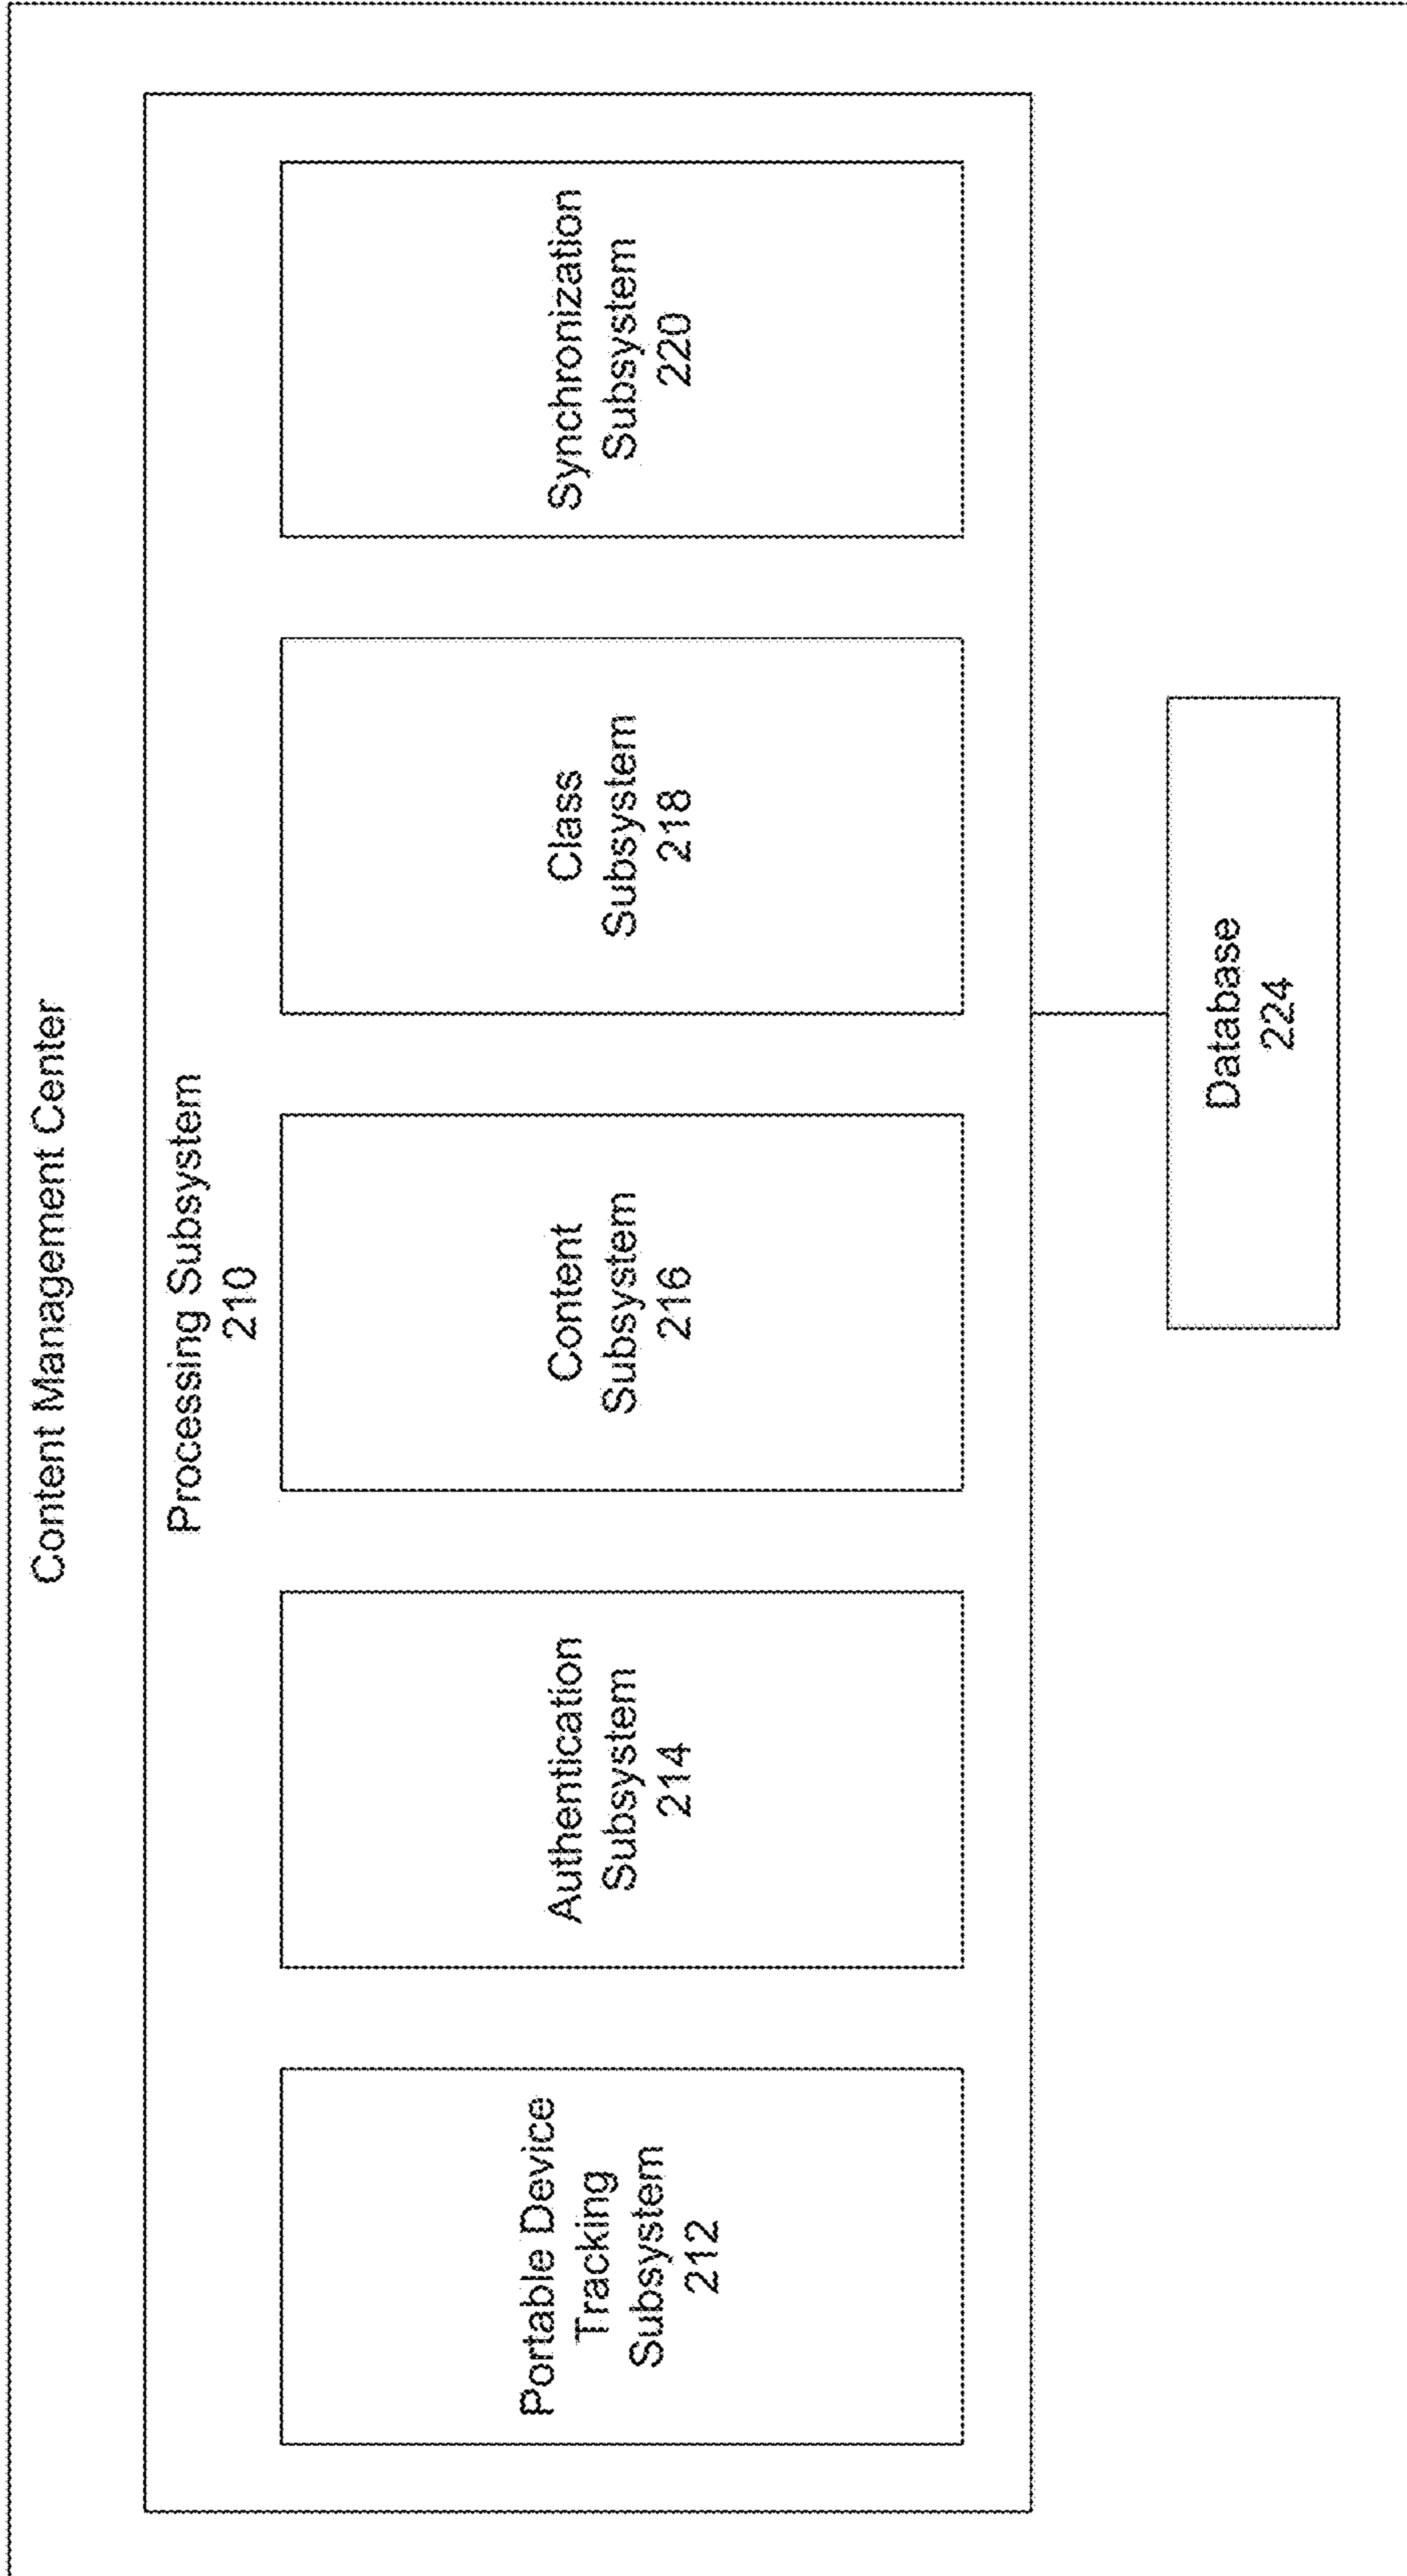 Content Management Center
Processing Subsystem
210
Portable Device
Tracking
Subsystem
212
Authentication
Subsystem
214
Content
Subsystem
216
Class
Subsystem
218
Synchronization
Subsystem
220
Database
224